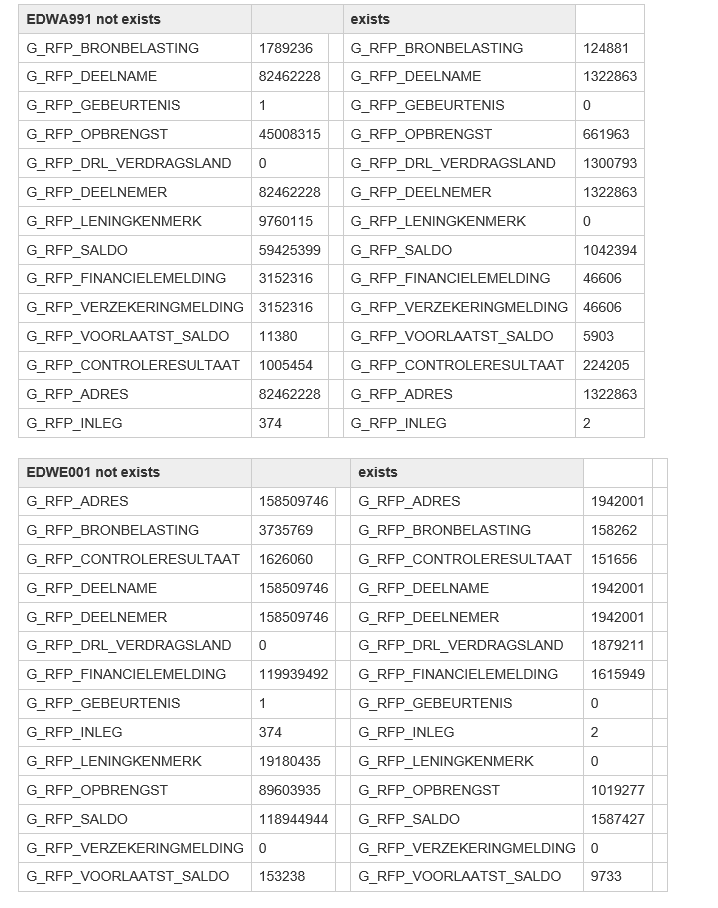 EDWA991 not exists exists
G_RFP_BRONBELASTING 1789236 G_RFP_BRONBELASTING 124881
G_RFP_DEELNAME 82462228 G_RFP_DEELNAME 1322863
G_RFP_GEBEURTENIS 1 G_RFP_GEBEURTENIS 0
G_RFP_OPBRENGST 45008315 G_RFP_OPBRENGST 661963
G_RFP_DRL_VERDRAGSLAND 0 G_RFP_DRL_VERDRAGSLAND 1300793
G_RFP_DEELNEMER 82462228 G_RFP_DEELNEMER 1322863
G_RFP_LENINGKENMERK 9760115 G_RFP_LENINGKENMERK 0
G_RFP_SALDO 59425399 G_RFP_SALDO 1042394
G_RFP_FINANCIELEMELDING 3152316 G_RFP_FINANCIELEMELDING 46606
G_RFP_VERZEKERINGMELDING 3152316 G_RFP_VERZEKERINGMELDING 46606
G_RFP_VOORLAATST_SALDO 11380 G_RFP_VOORLAATST_SALDO 5903
G_RFP_CONTROLERESULTAAT 1005454 G_RFP_CONTROLERESULTAAT 224205
G_RFP_ADRES 82462228 G_RFP_ADRES 1322863
G_RFP_INLEG 374 G_RFP_INLEG 2
EDWE001 not exists exists
G_RFP_ADRES 158509746 G_RFP_ADRES 1942001
G_RFP_BRONBELASTING 3735769 G_RFP_BRONBELASTING 158262
G_RFP_CONTROLERESULTAAT 1626060 G_RFP_CONTROLERESULTAAT 151656
G_RFP_DEELNAME 158509746 G_RFP_DEELNAME 1942001
G_RFP_DEELNEMER 158509746 G_RFP_DEELNEMER 1942001
G_RFP_DRL_VERDRAGSLAND 0 G_RFP_DRL_VERDRAGSLAND 1879211
G_RFP_FINANCIELEMELDING 119939492 G_RFP_FINANCIELEMELDING 1615949
G_RFP_GEBEURTENIS 1 G_RFP_GEBEURTENIS 0
G_RFP_INLEG 374 G_RFP_INLEG 2
G_RFP_LENINGKENMERK 19180435 G_RFP_LENINGKENMERK 0
G_RFP_OPBRENGST 89603935 G_RFP_OPBRENGST 1019277
G_RFP_SALDO 118944944 G_RFP_SALDO 1587427
G_RFP_VERZEKERINGMELDING 0 G_RFP_VERZEKERINGMELDING 0
G_RFP_VOORLAATST_SALDO 153238 G_RFP_VOORLAATST_SALDO 9733